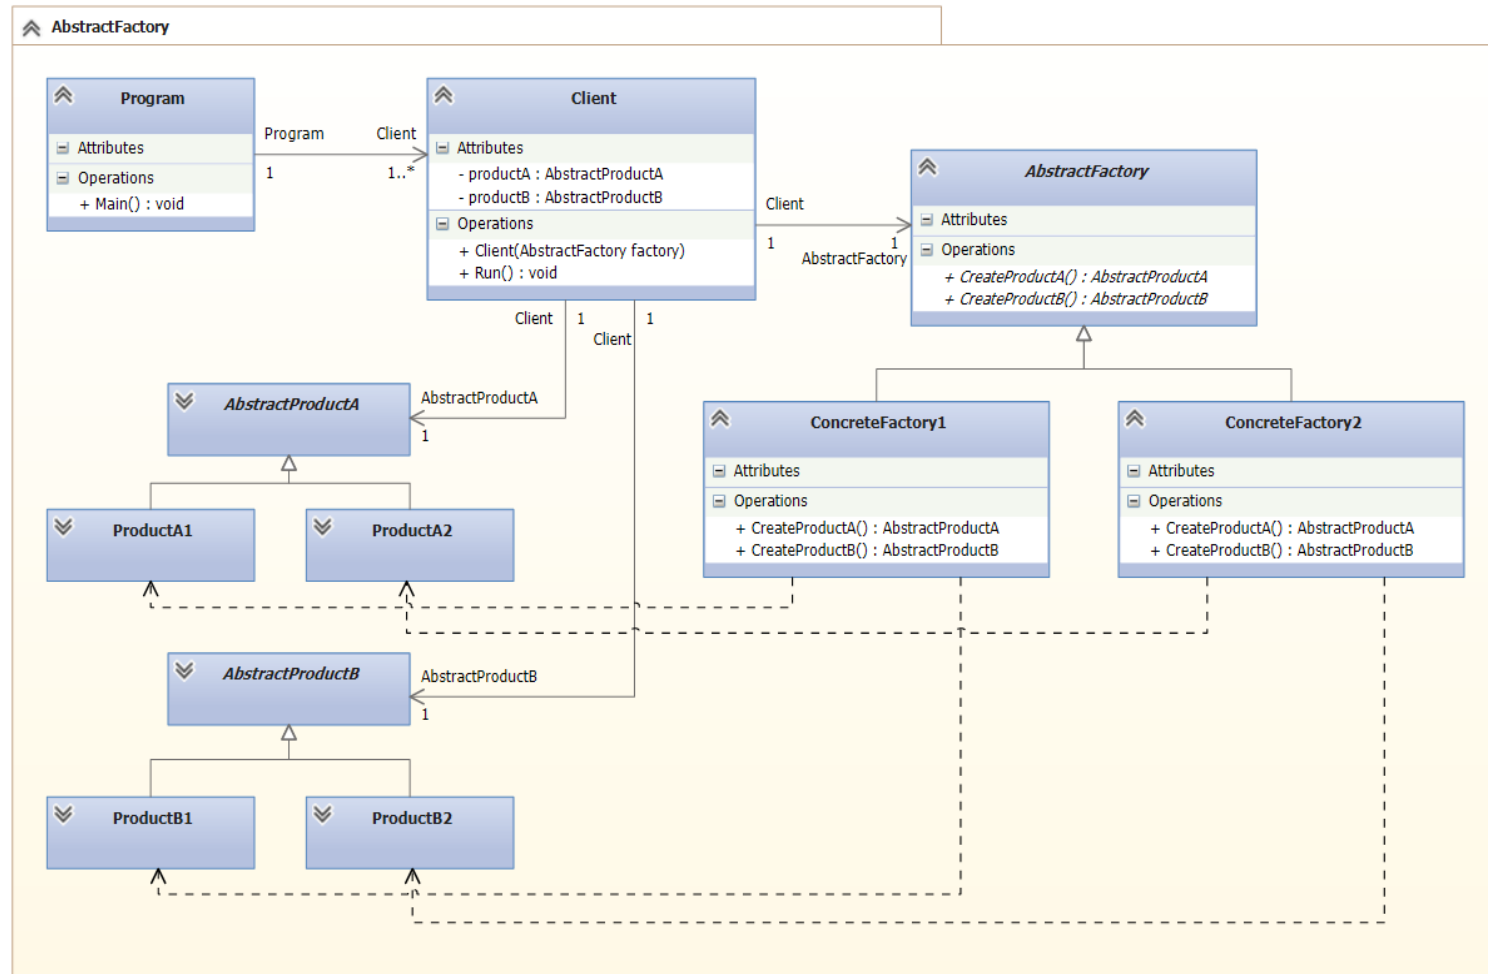 AbstractFactory
Program
Attributes
Operations
+ Main() : void
Program
Client
1
1..*
Client
Attributes
- productA : AbstractProductA
- productB : AbstractProductB
Operations
+ Client(AbstractFactory factory)
+ Run() : void
Client
1
1
AbstractFactory
AbstractFactory
Attributes
Operations
+ CreateProductA() : AbstractProductA
+ CreateProductB() : AbstractProductB
Client
1
1
Client
AbstractProductA
AbstractProductA
1
ConcreteFactory1
Attributes
Operations
+ CreateProductA() : AbstractProductA
+ CreateProductB() : AbstractProductB
ConcreteFactory2
Attributes
Operations
+ CreateProductA() : AbstractProductA
+ CreateProductB() : AbstractProductB
ProductA1
ProductA2
AbstractProductB
AbstractProductB
1
ProductB1
ProductB2